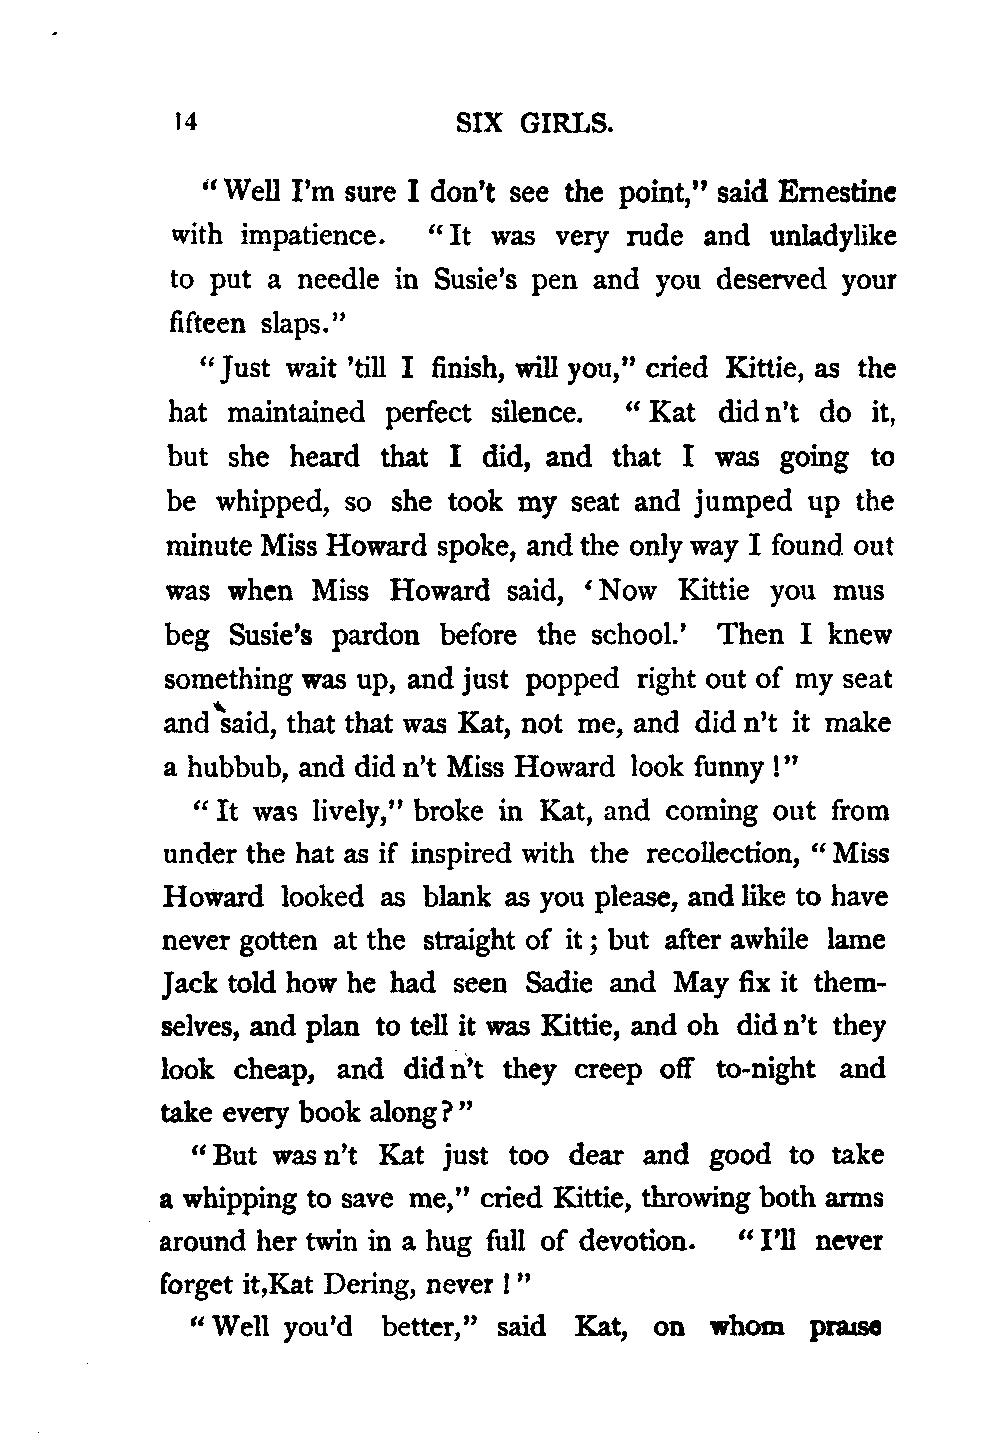 14 SIX GIRLS.
"Well I'm sure I don't see the point," said Ernestine
with impatience. "It was very rude and unladylike
to put a needle in Susie's pen and you deserved your
fifteen slaps."
"Just wait 'till I finish, will you," cried Kittie, as the
hat maintained perfect silence. "Kat did n't do it,
but she heard that I did, and that I was going to
be whipped, so she took my seat and jumped up the
minute Miss Howard spoke, and the only way I found out
was when Miss Howard said, 'Now Kittie you mus
beg Susie's pardon before the school.' Then I knew
something was up, and just popped right out of my seat
and said, that that was Kat, not me, and did n't it make
a hubbub, and did n't Miss Howard look funny!"
"It was lively," broke in Kat, and coming out from
under the hat as if inspired with the recollection, "Miss
Howard looked as blank as you please, and like to have
never gotten at the straight of it; but after awhile lame
Jack told how he had seen Sadie and May fix it them-
selves, and plan to tell it was Kittie, and oh did n't they
look cheap, and did n't they creep off to-night and
take every book along?"
"But was n't Kat just too dear and good to take
a whipping to save me," cried Kittie, throwing both arms
around her twin in a hug full of devotion. "I'll never
forget it,Kat Dering, never!"
"Well you'd better," said Kat, on whom praise